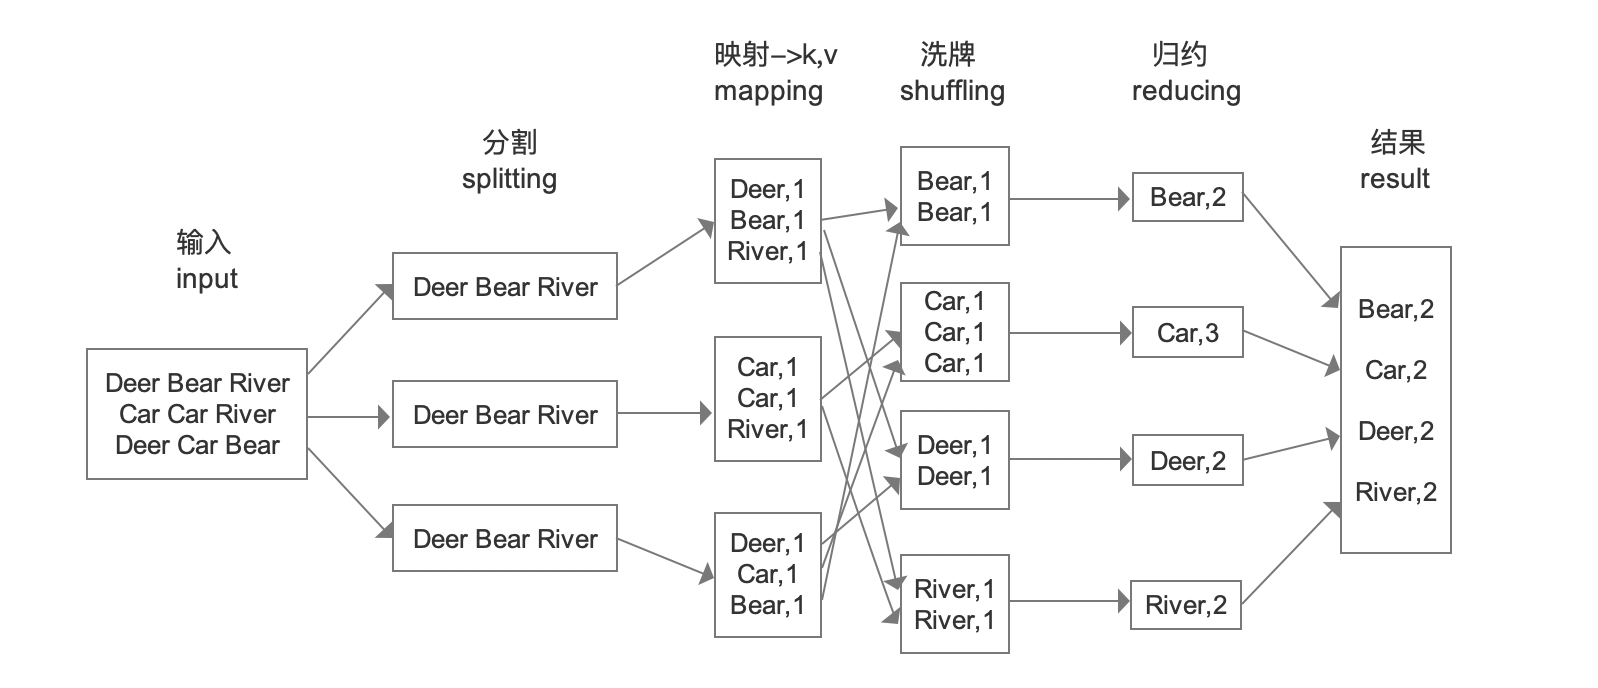 输入
input
Deer Bear River
Car Car River
Deer Car Bear
分割
splitting
Deer Bear River
Deer Bear River
Deer Bear River
映射–>k,v
mapping
Deer,1
Bear,1
River,1
Car,1
Car,1
River,1
Deer,1
Car,1
Bear,1
洗牌
shuffling
Bear,1
Bear,1
Car,1
Car,1
Car,1
Deer,1
Deer,1
River,1
River,1
归约
reducing
Bear,2
Car,3
Deer,2
River,2
结果
result
Bear,2
Car,2
Deer,2
River,2